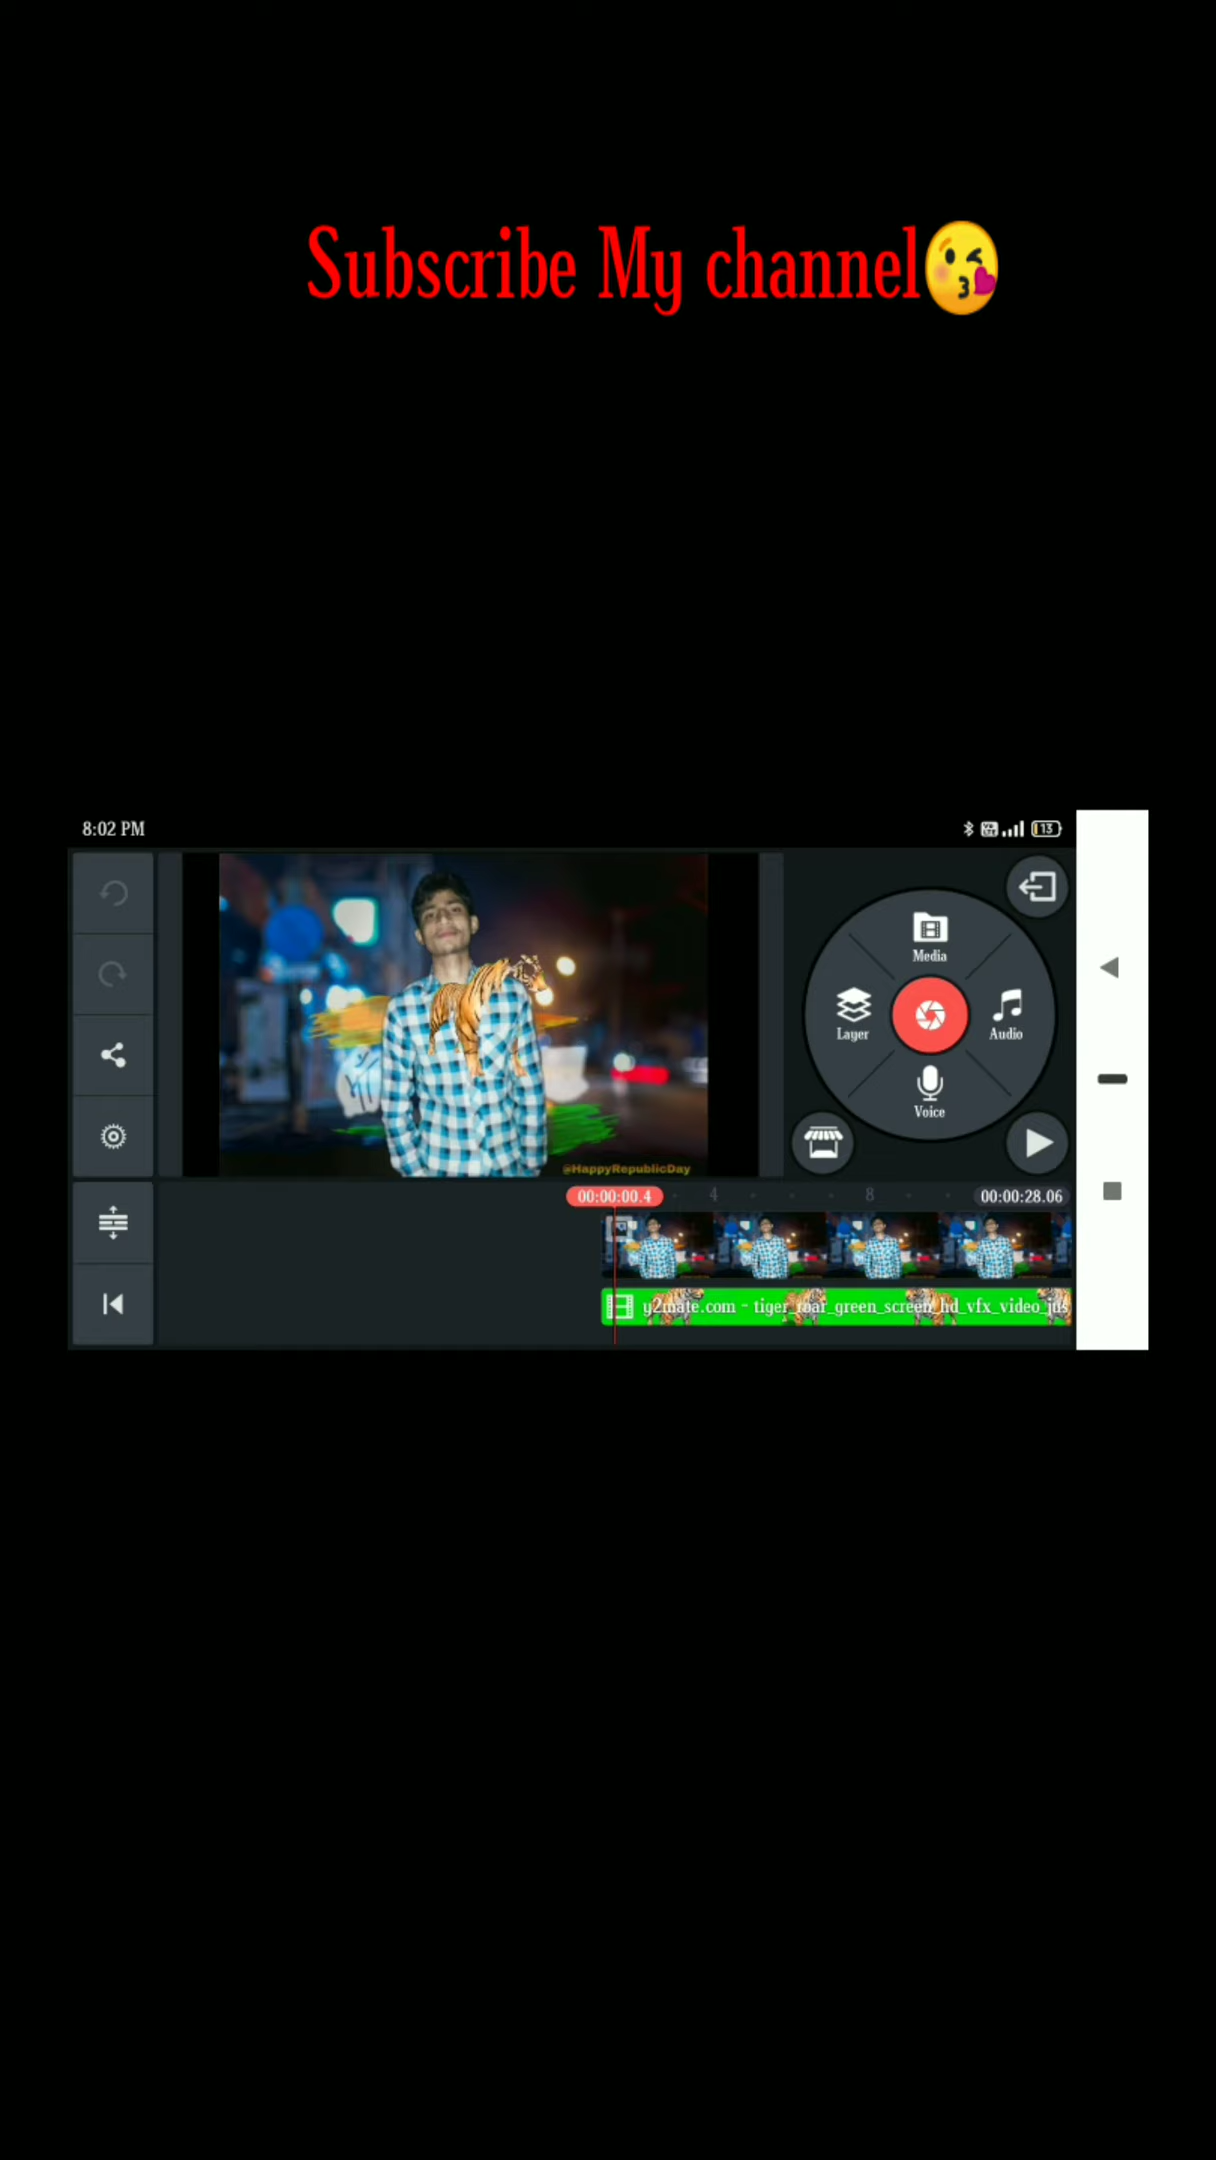 Subscribe My channel😘
8:02 PM
13
Media
Layer
Audio
Voice
@HappyRepublicDay
00:00:00.4
4
8
00:00:28.06
y2mate.com - tiger_roar_green_screen_hd_vfx_video_jus